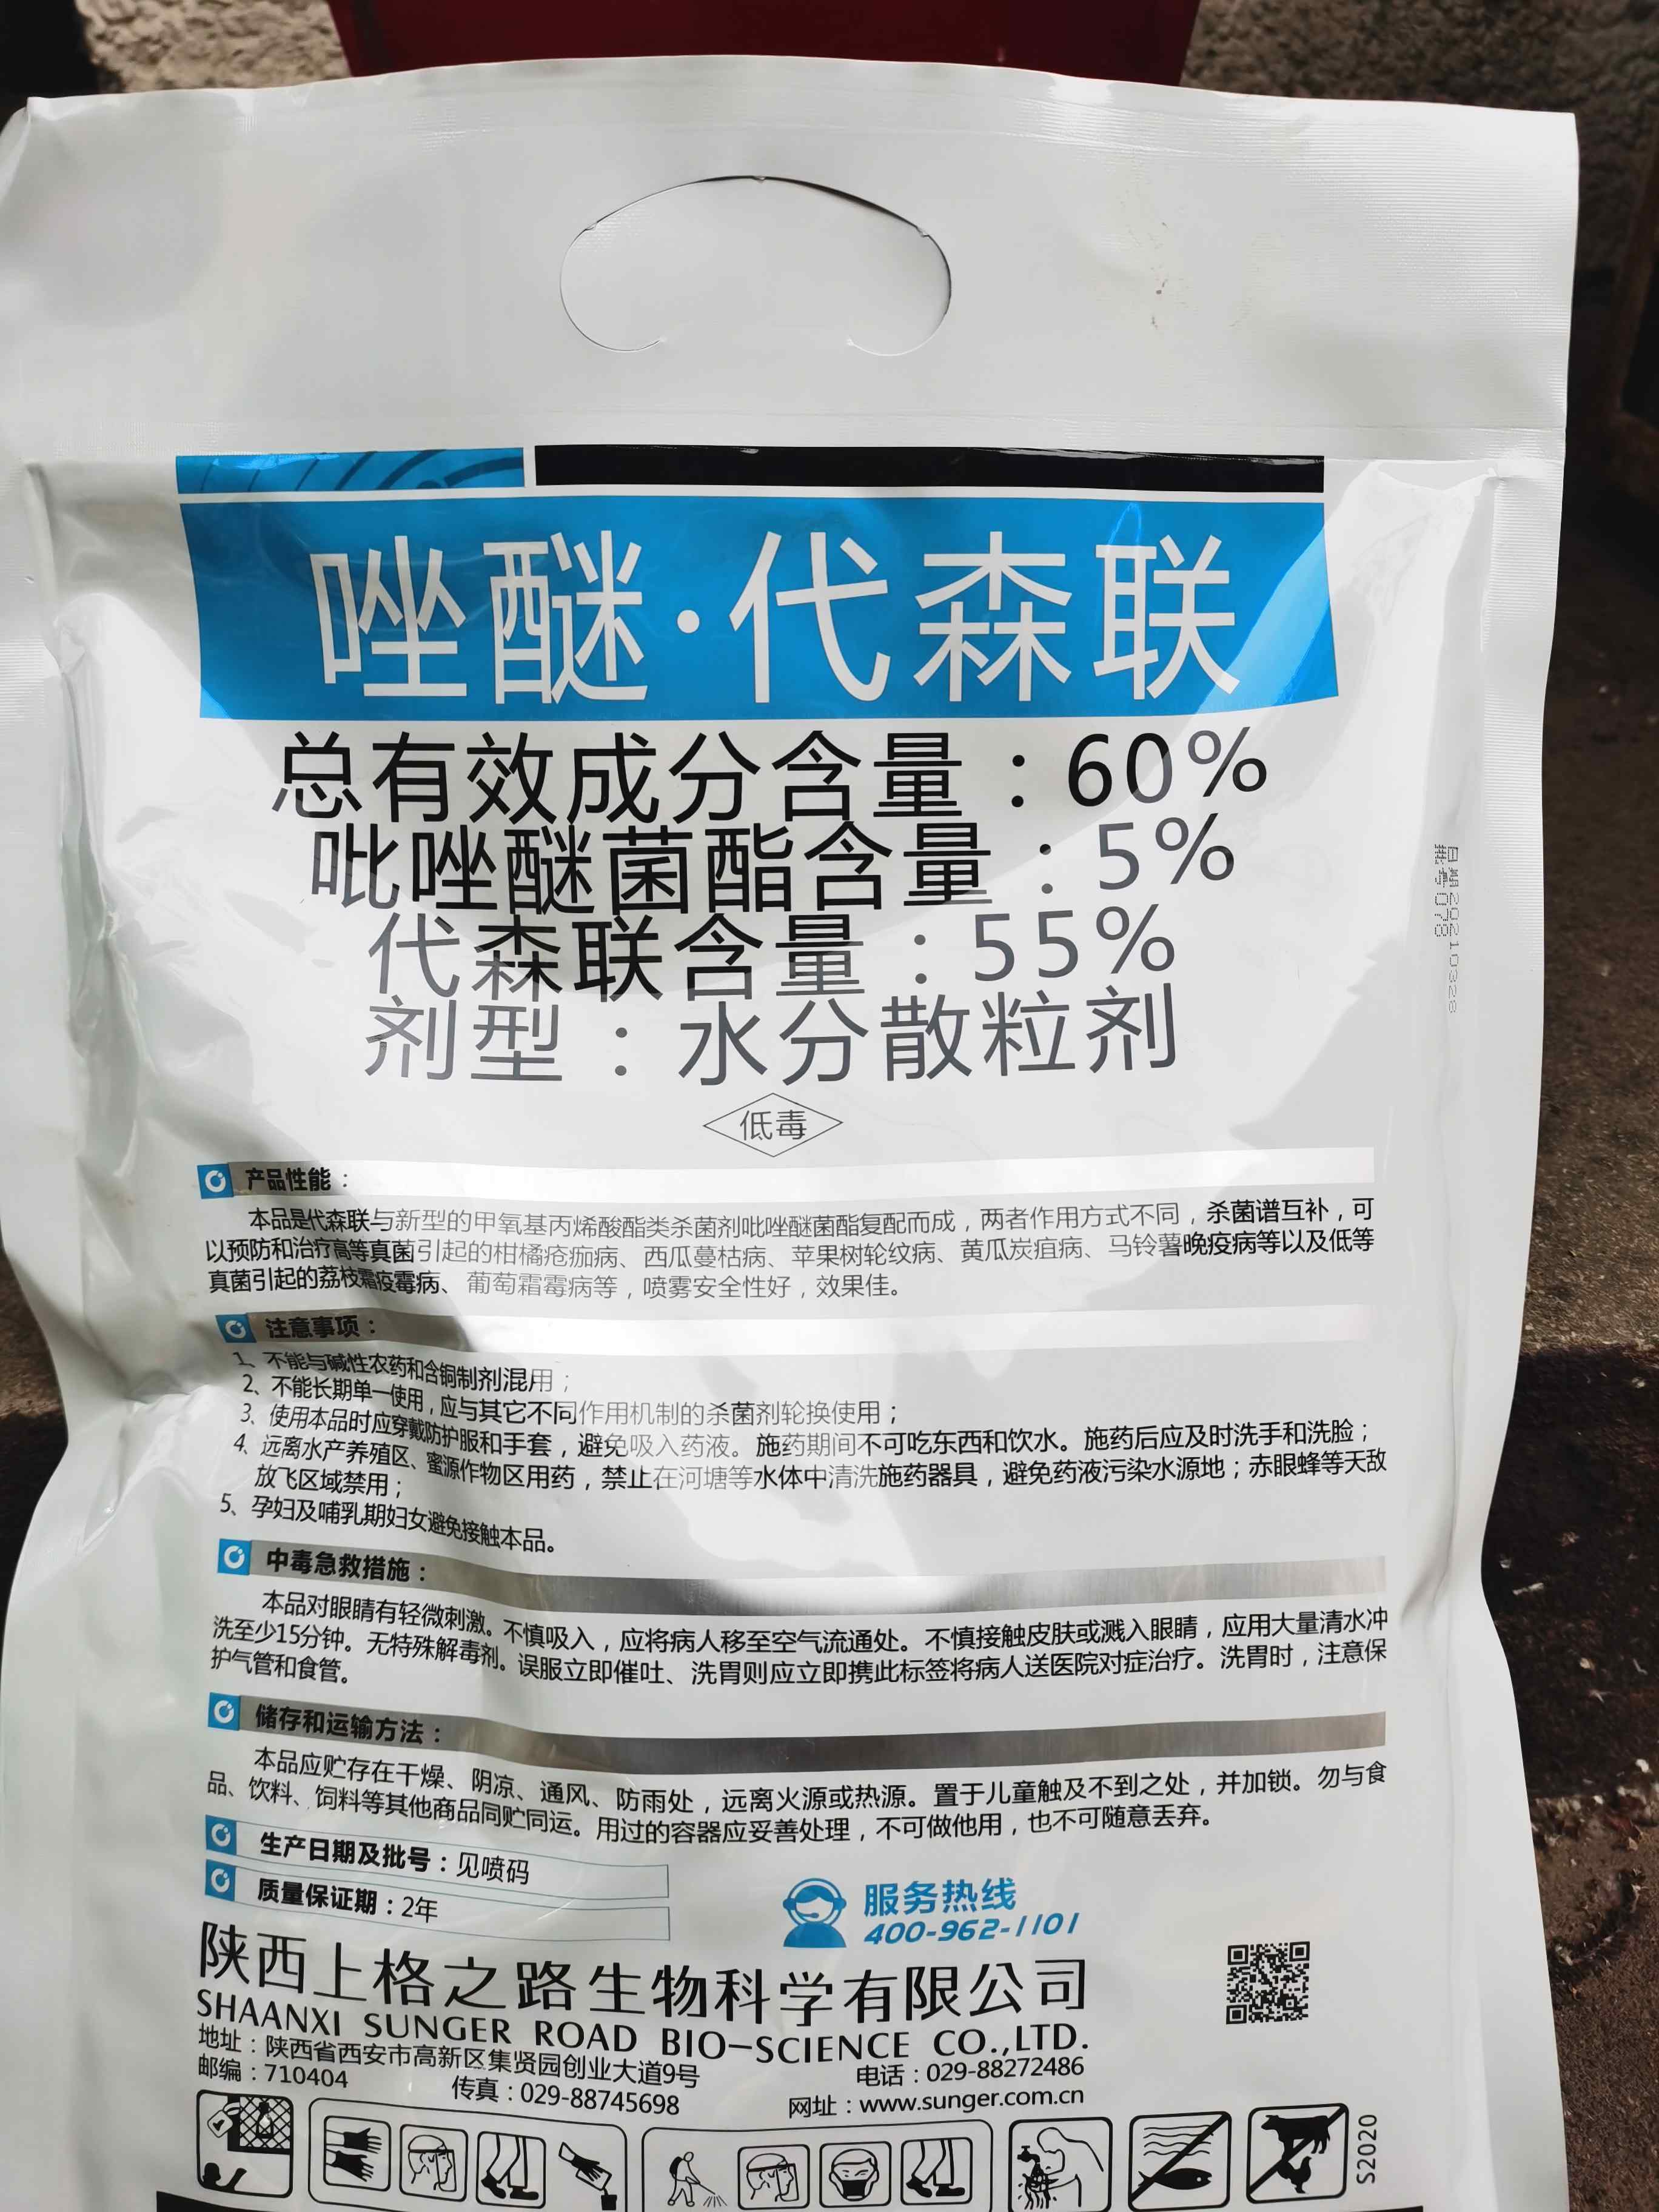 唑醚·代森联
总有效成分含量：60%
吡唑醚菌酯含量：5%
代森联含量：55%
剂型：水分散粒剂
低毒
日期20210328
批号078
产品性能：
本品是代森联与新型的甲氧基丙烯酸酯类杀菌剂吡唑醚菌酯复配而成，两者作用方式不同，杀菌谱互补，可
以预防和治疗高等真菌引起的柑橘疮痂病、西瓜蔓枯病、苹果树轮纹病、黄瓜炭疽病、马铃薯晚疫病等以及低等
真菌引起的荔枝霜疫霉病、葡萄霜霉病等，喷雾安全性好，效果佳。
注意事项：
1、不能与碱性农药和含铜制剂混用；
2、不能长期单一使用，应与其它不同作用机制的杀菌剂轮换使用；
3、使用本品时应穿戴防护服和手套，避免吸入药液。施药期间不可吃东西和饮水。施药后应及时洗手和洗脸；
4、远离水产养殖区、蜜源作物区用药，禁止在河塘等水体中清洗施药器具，避免药液污染水源地；赤眼蜂等天敌
放飞区域禁用；
5、孕妇及哺乳期妇女避免接触本品。
中毒急救措施：
本品对眼睛有轻微刺激。不慎吸入，应将病人移至空气流通处。不慎接触皮肤或溅入眼睛，应用大量清水冲
洗至少15分钟。无特殊解毒剂。误服立即催吐、洗胃则应立即携此标签将病人送医院对症治疗。洗胃时，注意保
护气管和食管。
储存和运输方法：
本品应贮存在干燥、阴凉、通风、防雨处，远离火源或热源。置于儿童触及不到之处，并加锁。勿与食
品、饮料、饲料等其他商品同贮同运。用过的容器应妥善处理，不可做他用，也不可随意丢弃。
生产日期及批号：见喷码
质量保证期：2年
服务热线
400-962-1101
陕西上格之路生物科学有限公司
SHAANXI SUNGER ROAD BIO-SCIENCE CO.,LTD.
地址：陕西省西安市高新区集贤园创业大道9号 电话：029-88272486
邮编：710404 传真：029-88745698 网址：www.sunger.com.cn
S2020